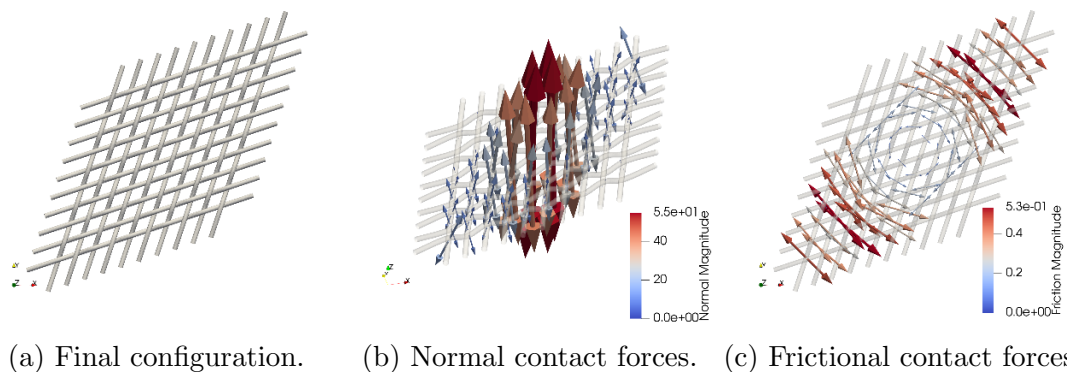 5.5e+01
40
20
0.0e+00
Normal Magnitude
5.3e-01
0.4
0.2
0.0e+00
Friction Magnitude
Y
Z X
Z
Y
X
Y
Z X
(a) Final configuration.
(b) Normal contact forces.
(c) Frictional contact forces